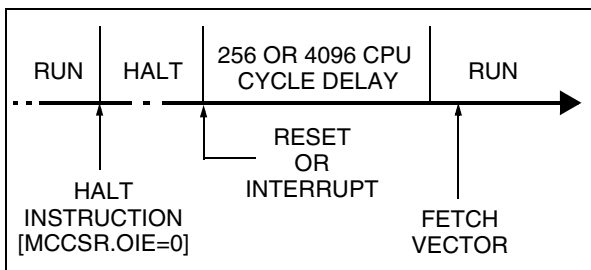 RUN
HALT
256 OR 4096 CPU
CYCLE DELAY
RUN
RESET
OR
INTERRUPT
HALT
INSTRUCTION
[MCCSR.OIE=0]
FETCH
VECTOR